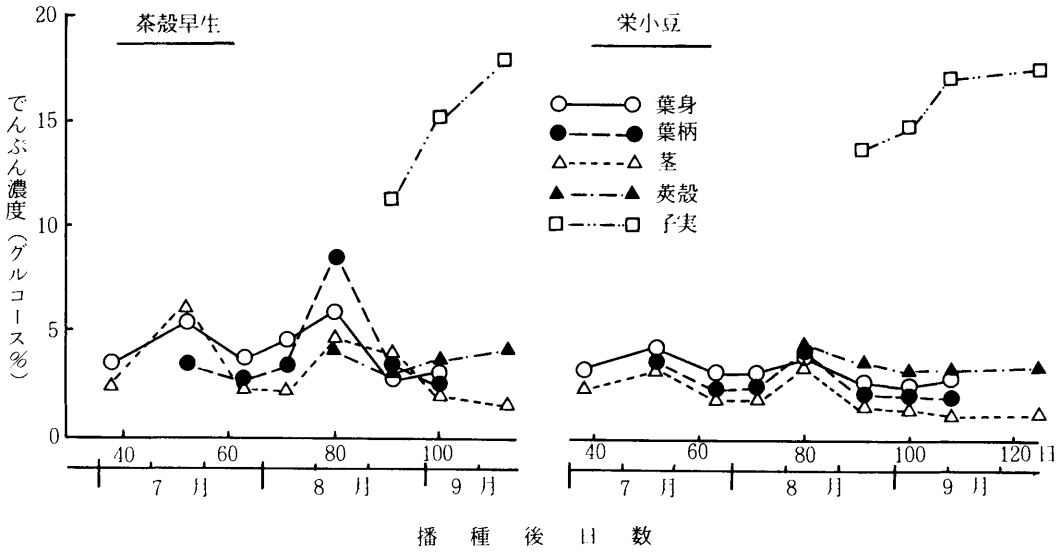 茶殻早生
栄小豆
でんぷん濃度(グルコース%)
20
15
10
5
0
葉身
葉柄
茎
莢殻
子実
40 60 80 100
7月 8月 9月
40 60 80 100 120日
7月 8月 9月
播種後日数